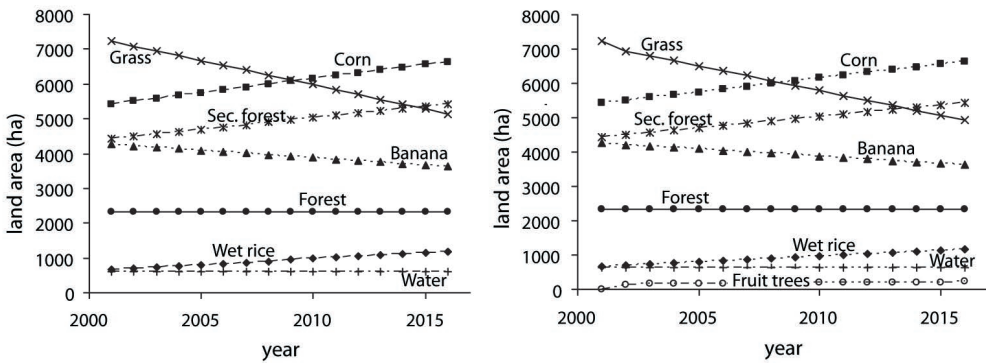 8000
7000
6000
5000
4000
3000
2000
1000
0
land area (ha)
Grass
Corn
Sec. forest
Banana
Forest
Wet rice
Water
2000 2005 2010 2015
year
8000
7000
6000
5000
4000
3000
2000
1000
0
land area (ha)
Grass
Corn
Sec. forest
Banana
Forest
Wet rice
Water
Fruit trees
2000 2005 2010 2015
year